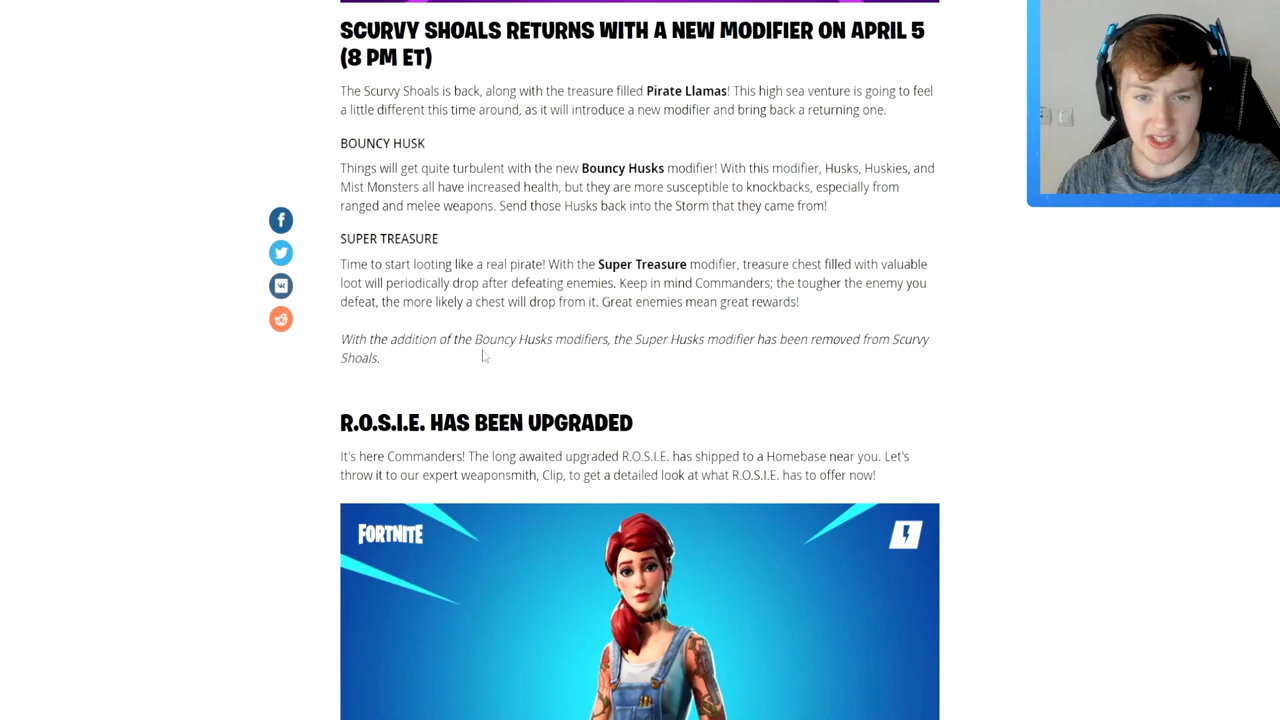 SCURVY SHOALS RETURNS WITH A NEW MODIFIER ON APRIL 5
(8 PM ET)
The Scurvy Shoals is back, along with the treasure filled Pirate Llamas! This high sea venture is going to feel
a little different this time around, as it will introduce a new modifier and bring back a returning one.
BOUNCY HUSK
Things will get quite turbulent with the new Bouncy Husks modifier! With this modifier, Husks, Huskies, and
Mist Monsters all have increased health, but they are more susceptible to knockbacks, especially from
ranged and melee weapons. Send those Husks back into the Storm that they came from!
SUPER TREASURE
Time to start looting like a real pirate! With the Super Treasure modifier, treasure chest filled with valuable
loot will periodically drop after defeating enemies. Keep in mind Commanders; the tougher the enemy you
defeat, the more likely a chest will drop from it. Great enemies mean great rewards!
With the addition of the Bouncy Husks modifiers, the Super Husks modifier has been removed from Scurvy
Shoals.
R.O.S.I.E. HAS BEEN UPGRADED
It's here Commanders! The long awaited upgraded R.O.S.I.E. has shipped to a Homebase near you. Let's
throw it to our expert weaponsmith, Clip, to get a detailed look at what R.O.S.I.E. has to offer now!
FORTNITE